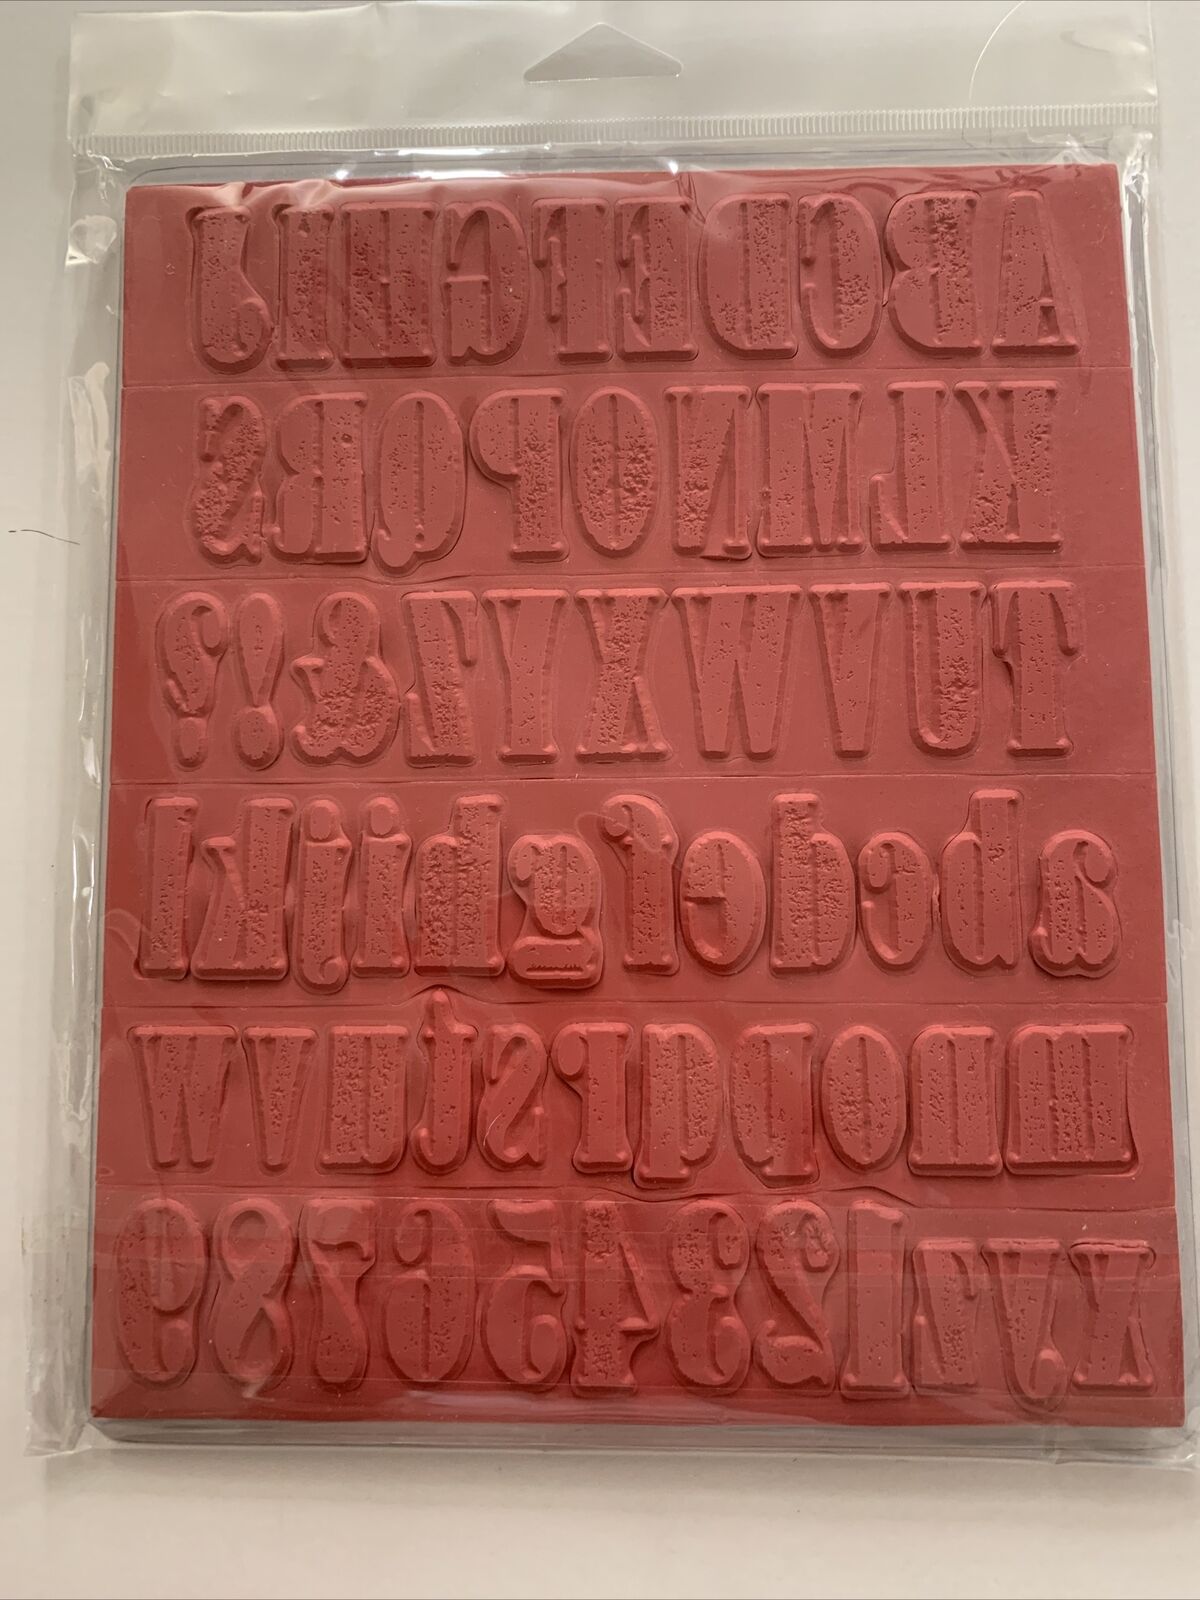 ABCDEFGHIJ
KLMNOPQRS
TUVWXYZ&!?
abcdefghijkl
mnopqrstuvw
xyz123456789